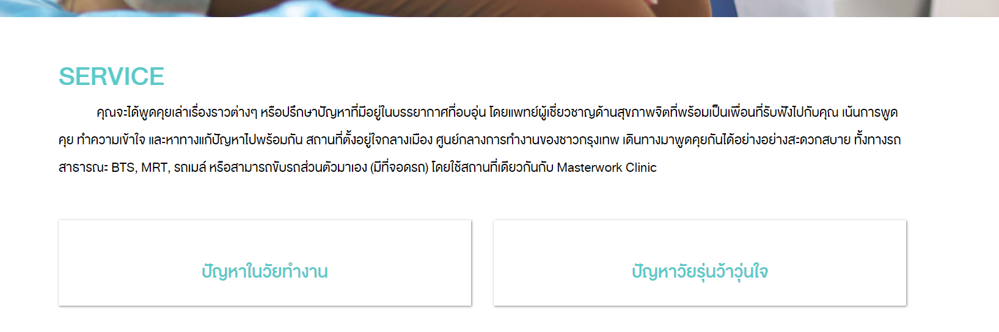 SERVICE
คุณจะได้พูดคุยเล่าเรื่องราวต่างๆ หรือปรึกษาปัญหาที่มีอยู่ในบรรยากาศที่อบอุ่น โดยแพทย์ผู้เชี่ยวชาญด้านสุขภาพจิตที่พร้อมเป็นเพื่อนที่รับฟังไปกับคุณ เน้นการพูด
คุย ทำความเข้าใจ และหาทางแก้ปัญหาไปพร้อมกัน สถานที่ตั้งอยู่ใจกลางเมือง ศูนย์กลางการทำงานของชาวกรุงเทพ เดินทางมาพูดคุยกันได้อย่างอย่างสะดวกสบาย ทั้งทางรถ
สาธารณะ BTS, MRT, รถเมล์ หรือสามารถขับรถส่วนตัวมาเอง (มีที่จอดรถ) โดยใช้สถานที่เดียวกันกับ Masterwork Clinic
ปัญหาในวัยทำงาน
ปัญหาวัยรุ่นว้าวุ่นใจ